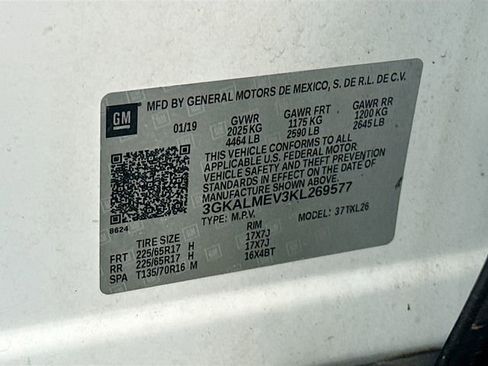 GM
MFD BY GENERAL MOTORS DE MEXICO, S. DE R.L. DE C.V.
01/19 GVWR GAWR FRT GAWR RR
2025 KG 1175 KG 1200 KG
4464 LB 2590 LB 2645 LB
THIS VEHICLE CONFORMS TO ALL
APPLICABLE U.S. FEDERAL MOTOR
VEHICLE SAFETY AND THEFT PREVENTION
STANDARDS IN EFFECT ON THE DATE
OF MANUFACTURE SHOWN ABOVE.
3GKALMEV3KL269577
8624 TYPE: M.P.V. MODEL: 37TXL26
TIRE SIZE RIM
FRT 225/65R17 H 17X7J
RR 225/65R17 H 17X7J
SPA T135/70R16 M 16X4BT